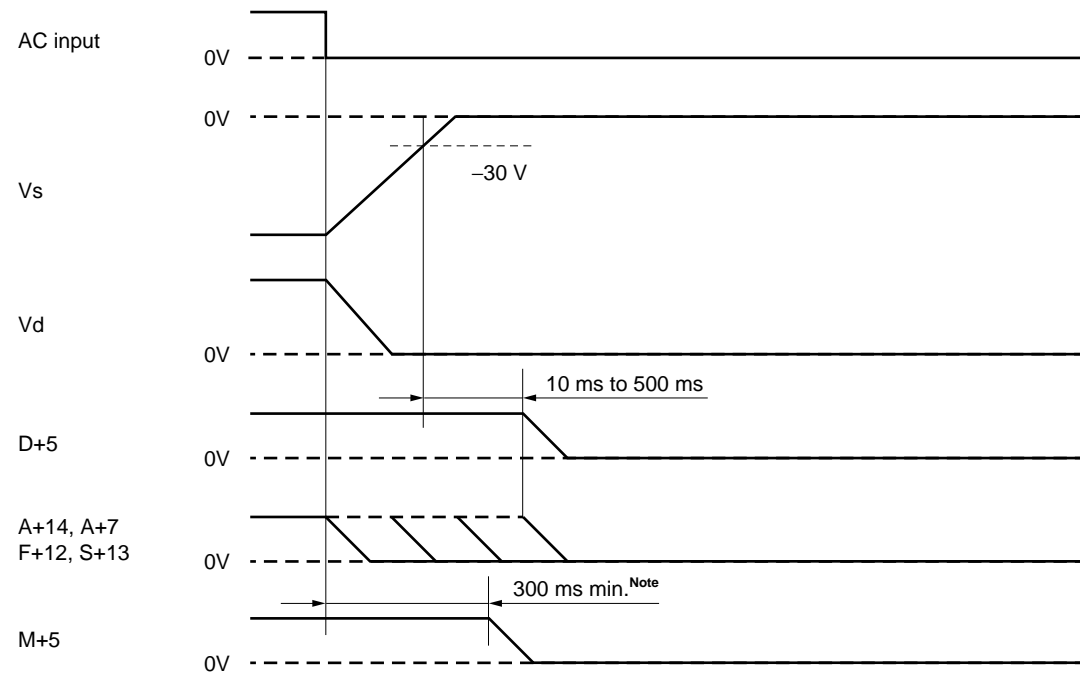 AC input
0V
0V
–30 V
Vs
Vd
0V
10 ms to 500 ms
D+5
0V
A+14, A+7
F+12, S+13
0V
300 ms min.Note
M+5
0V